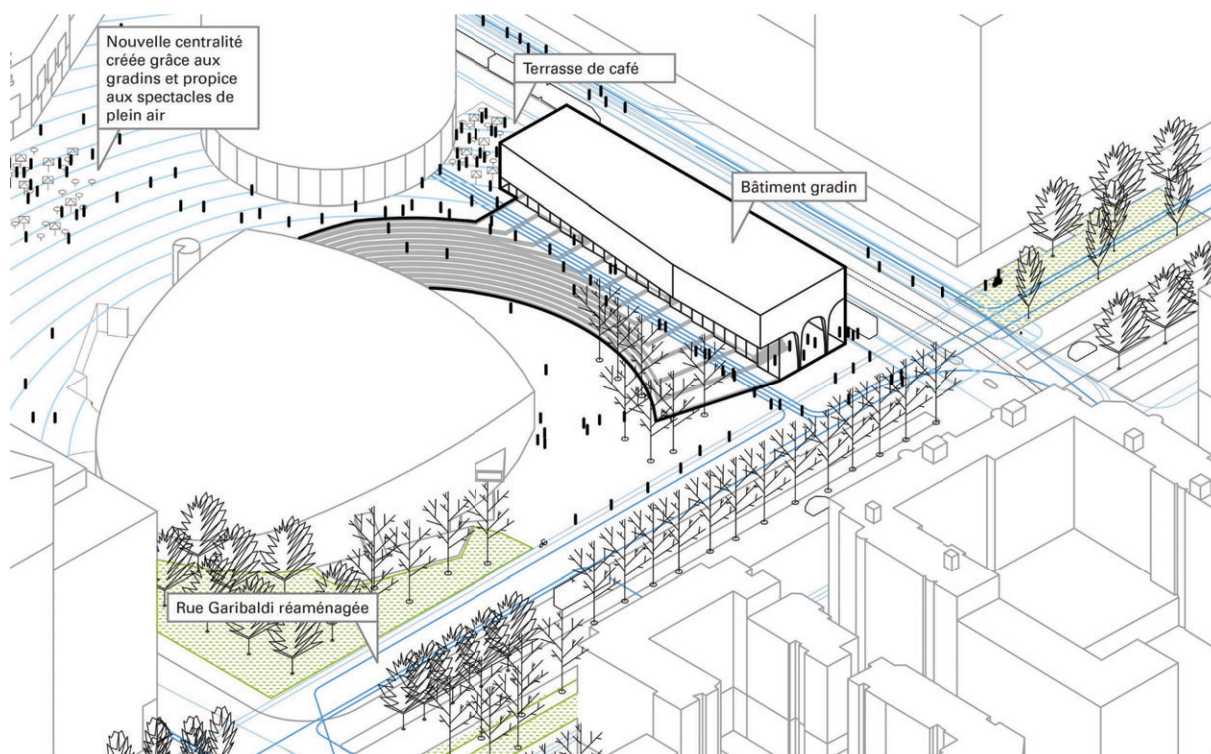 Nouvelle centralité
créée grâce aux
gradins et propice
aux spectacles de
plein air
Terrasse de café
Bâtiment gradin
Rue Garibaldi réaménagée